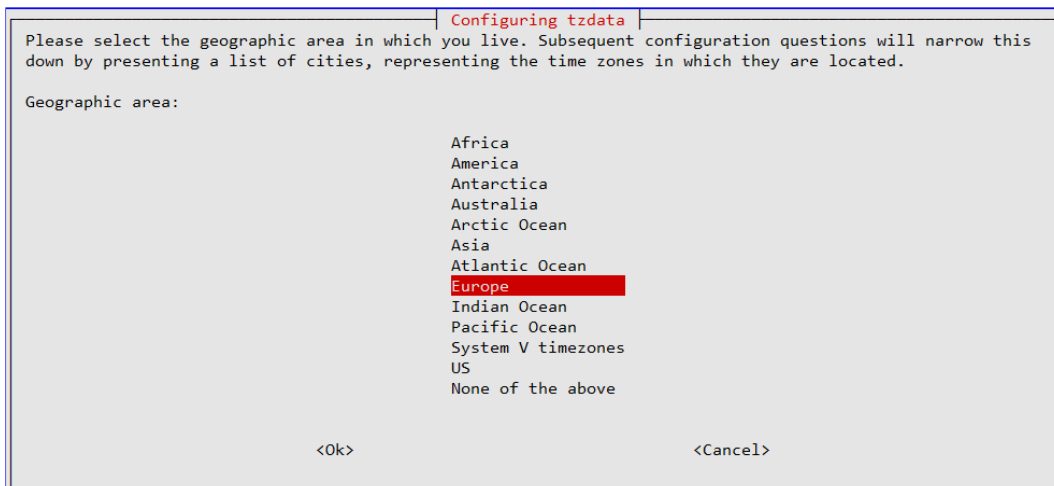 Configuring tzdata
Please select the geographic area in which you live. Subsequent configuration questions will narrow this
down by presenting a list of cities, representing the time zones in which they are located.
Geographic area:
Africa
America
Antarctica
Australia
Arctic Ocean
Asia
Atlantic Ocean
Europe
Indian Ocean
Pacific Ocean
System V timezones
US
None of the above
<Ok> <Cancel>